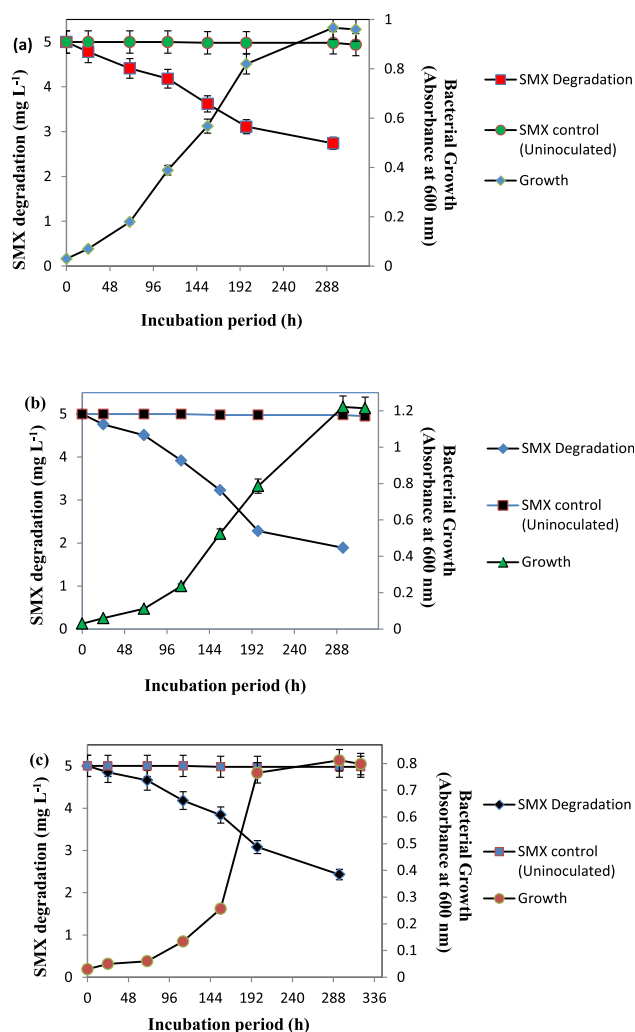 (a)
SMX degradation (mg L-1)
5
4
3
2
1
0
0 48 96 144 192 240 288
Incubation period (h)
1
0.8
0.6
0.4
0.2
0
Bacterial Growth
(Absorbance at 600 nm)
SMX Degradation
SMX control
(Uninoculated)
Growth
(b)
SMX degradation (mg L-1)
5
4
3
2
1
0
0 48 96 144 192 240 288
Incubation period (h)
1.2
1
0.8
0.6
0.4
0.2
0
Bacterial Growth
(Absorbance at 600 nm)
SMX Degradation
SMX control
(Uninoculated)
Growth
(c)
SMX degradation (mg L-1)
5
4
3
2
1
0
0 48 96 144 192 240 288 336
Incubation period (h)
0.8
0.7
0.6
0.5
0.4
0.3
0.2
0.1
0
Bacterial Growth
(Absorbance at 600 nm)
SMX Degradation
SMX control
(Uninoculated)
Growth